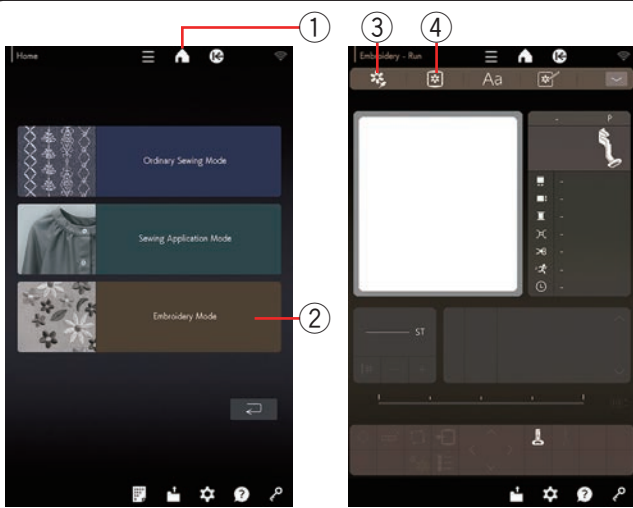 ① ③ ④
Home
Embroidery - Run
Aa
- P
Ordinary Sewing Mode
-
-
-
Sewing Application Mode
-
-
-
-
Embroidery Mode ②
ST